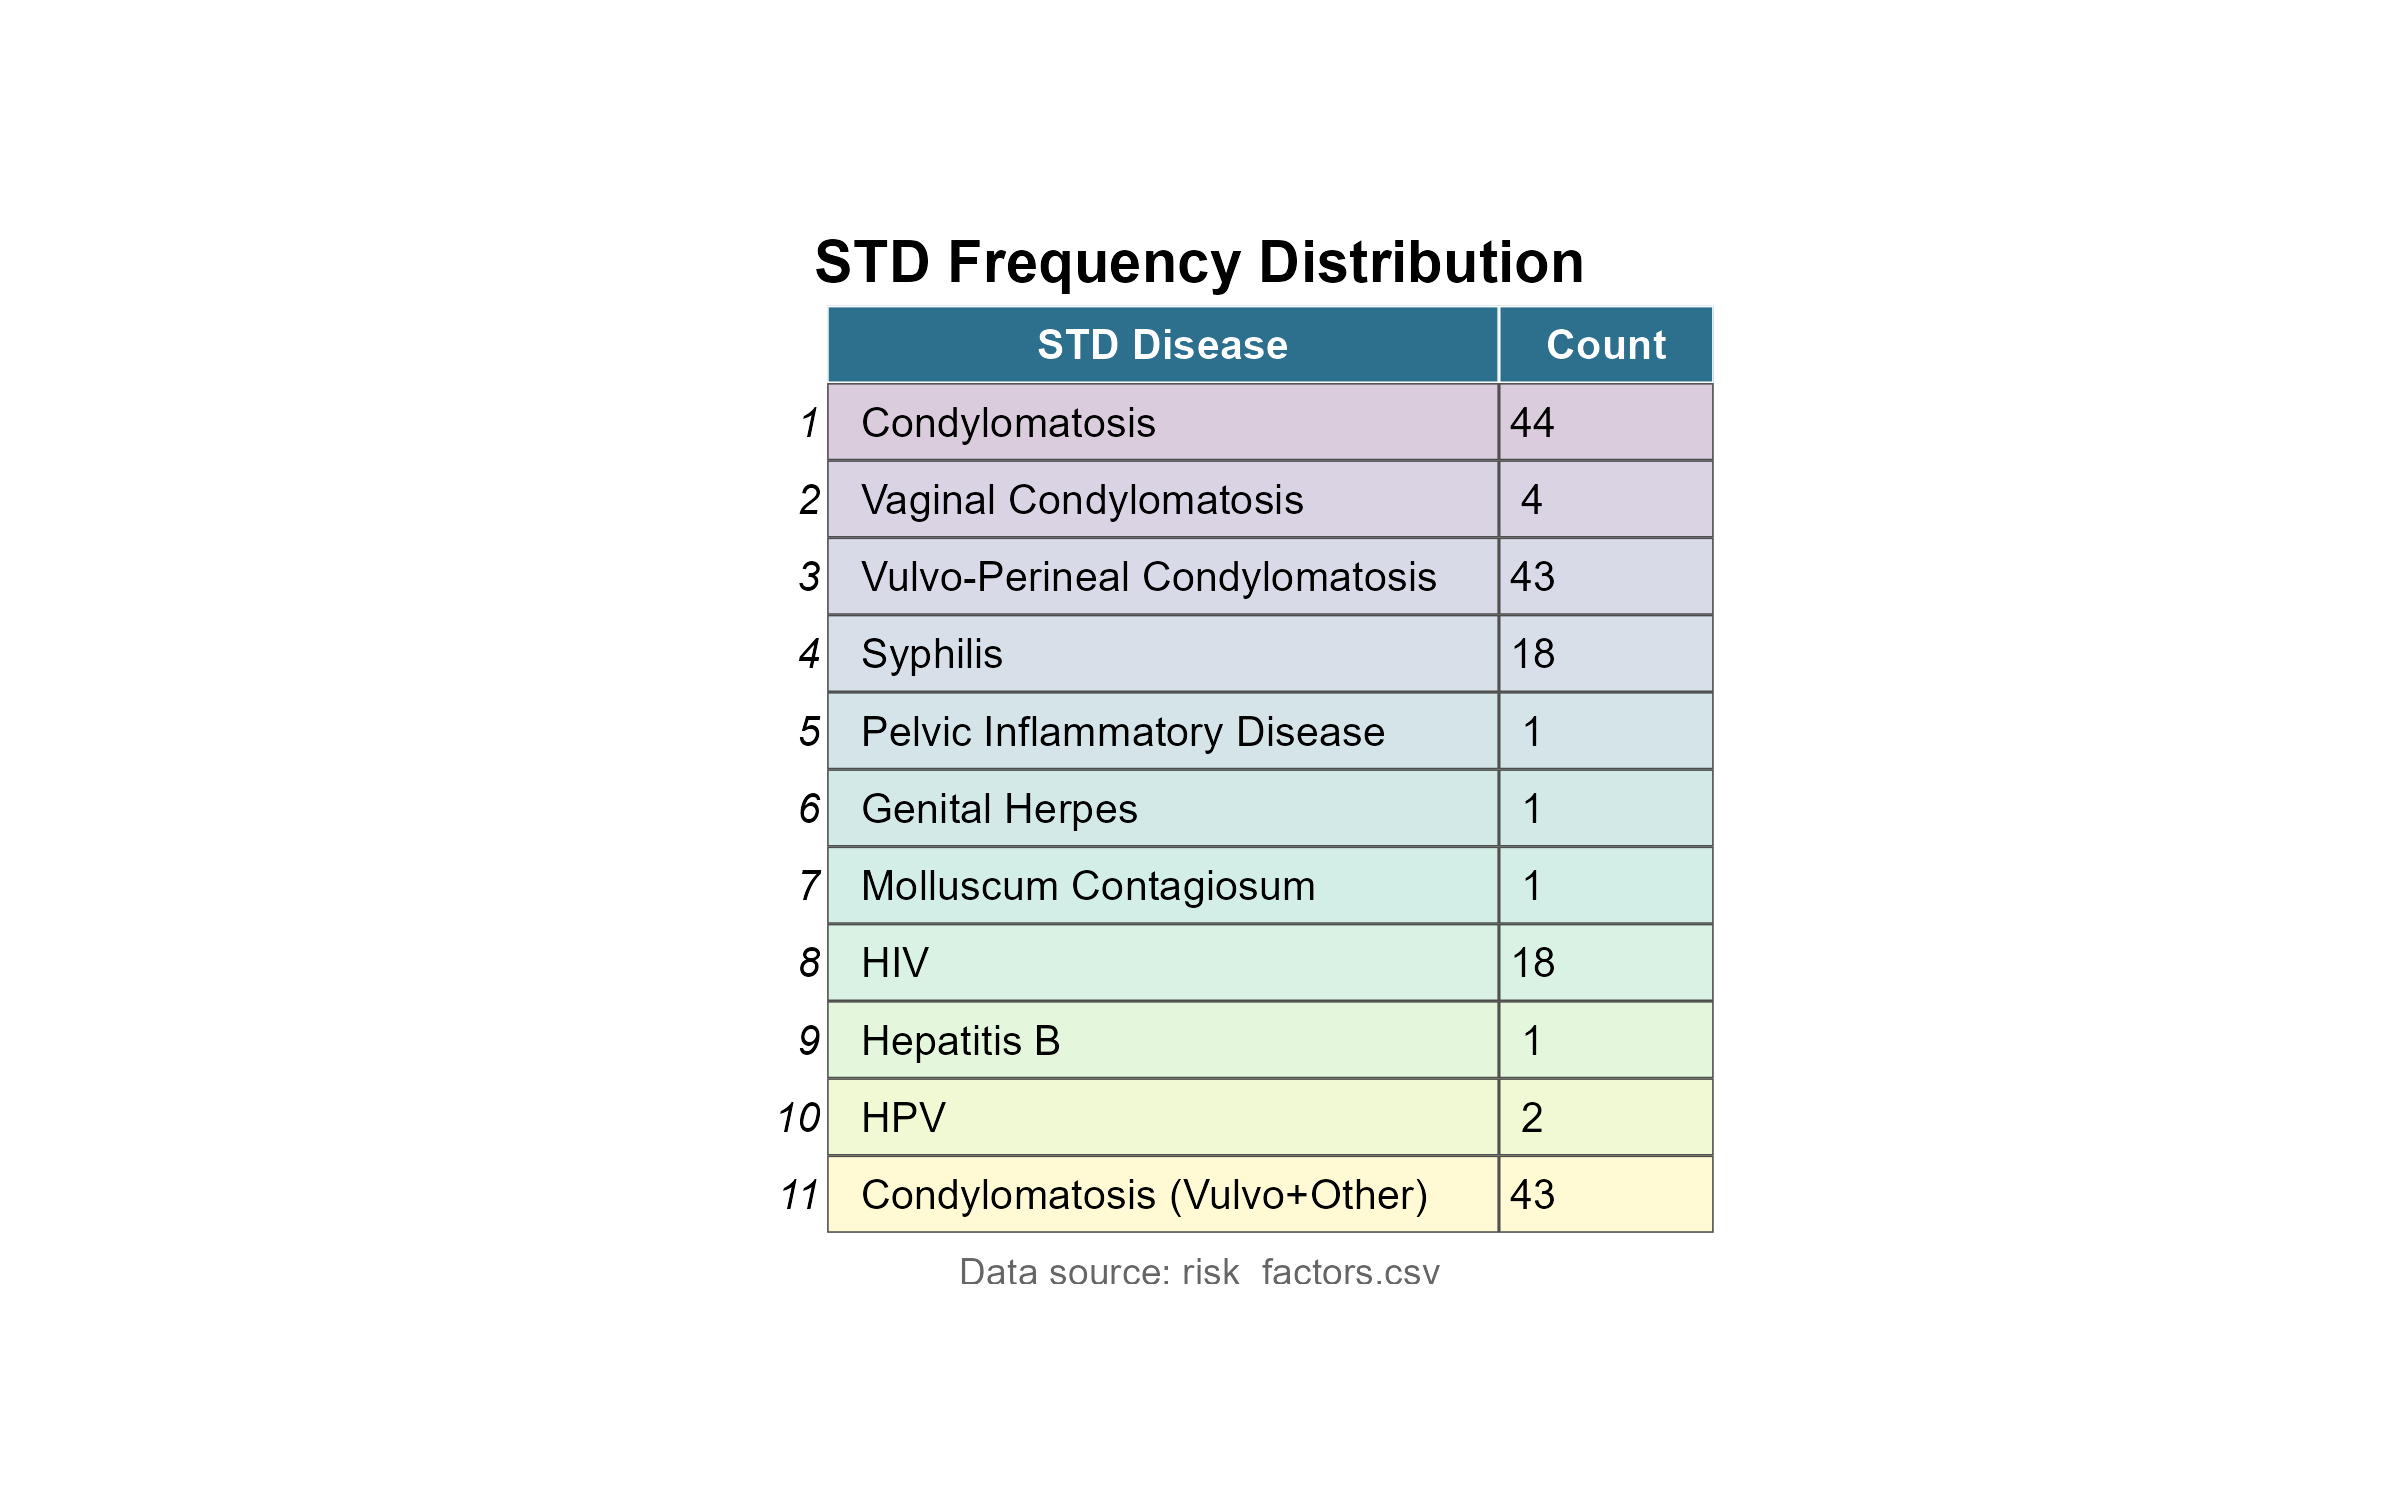 STD Frequency Distribution
STD Disease Count
1 Condylomatosis 44
2 Vaginal Condylomatosis 4
3 Vulvo-Perineal Condylomatosis 43
4 Syphilis 18
5 Pelvic Inflammatory Disease 1
6 Genital Herpes 1
7 Molluscum Contagiosum 1
8 HIV 18
9 Hepatitis B 1
10 HPV 2
11 Condylomatosis (Vulvo+Other) 43
Data source: risk_factors.csv